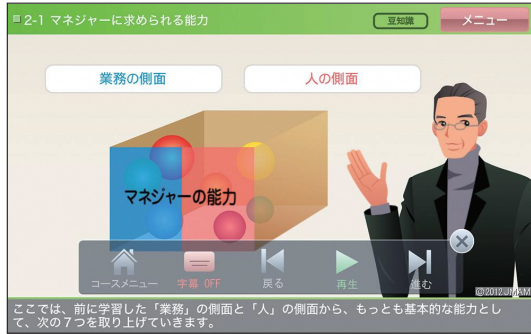 2-1 マネジャーに求められる能力
豆知識
メニュー
業務の側面
人の側面
マネジャーの能力
コースメニュー
字幕 OFF
戻る
再生
進む
©2012 JMAM
ここでは、前に学習した「業務」の側面と「人」の側面から、もっとも基本的な能力とし
て、次の７つを取り上げていきます。